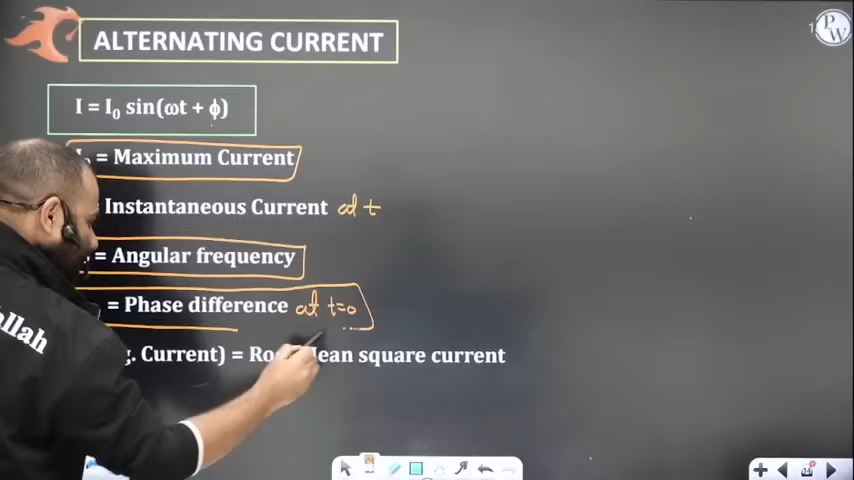 ALTERNATING CURRENT
P
W
I = I₀ sin(ωt + ϕ)
= Maximum Current
Instantaneous Current at t
= Angular frequency
= Phase difference at t=0
g. Current) = Ro Mean square current
allah